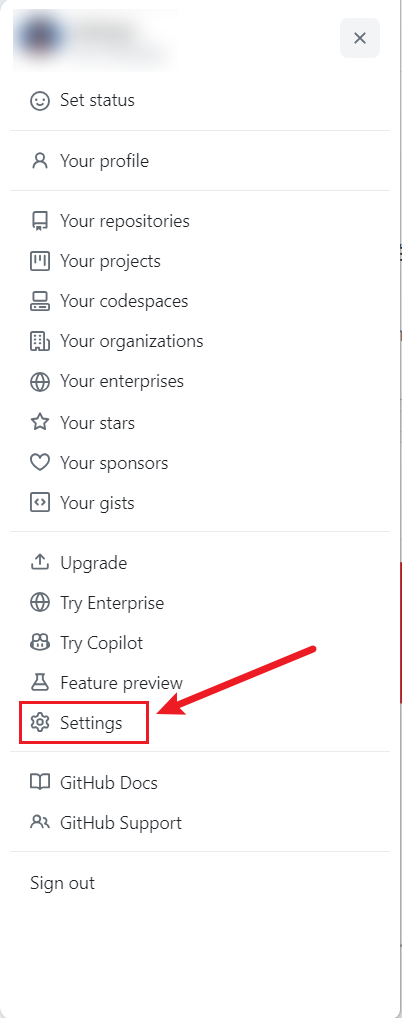 Set status
Your profile
Your repositories
Your projects
Your codespaces
Your organizations
Your enterprises
Your stars
Your sponsors
Your gists
Upgrade
Try Enterprise
Try Copilot
Feature preview
Settings
GitHub Docs
GitHub Support
Sign out